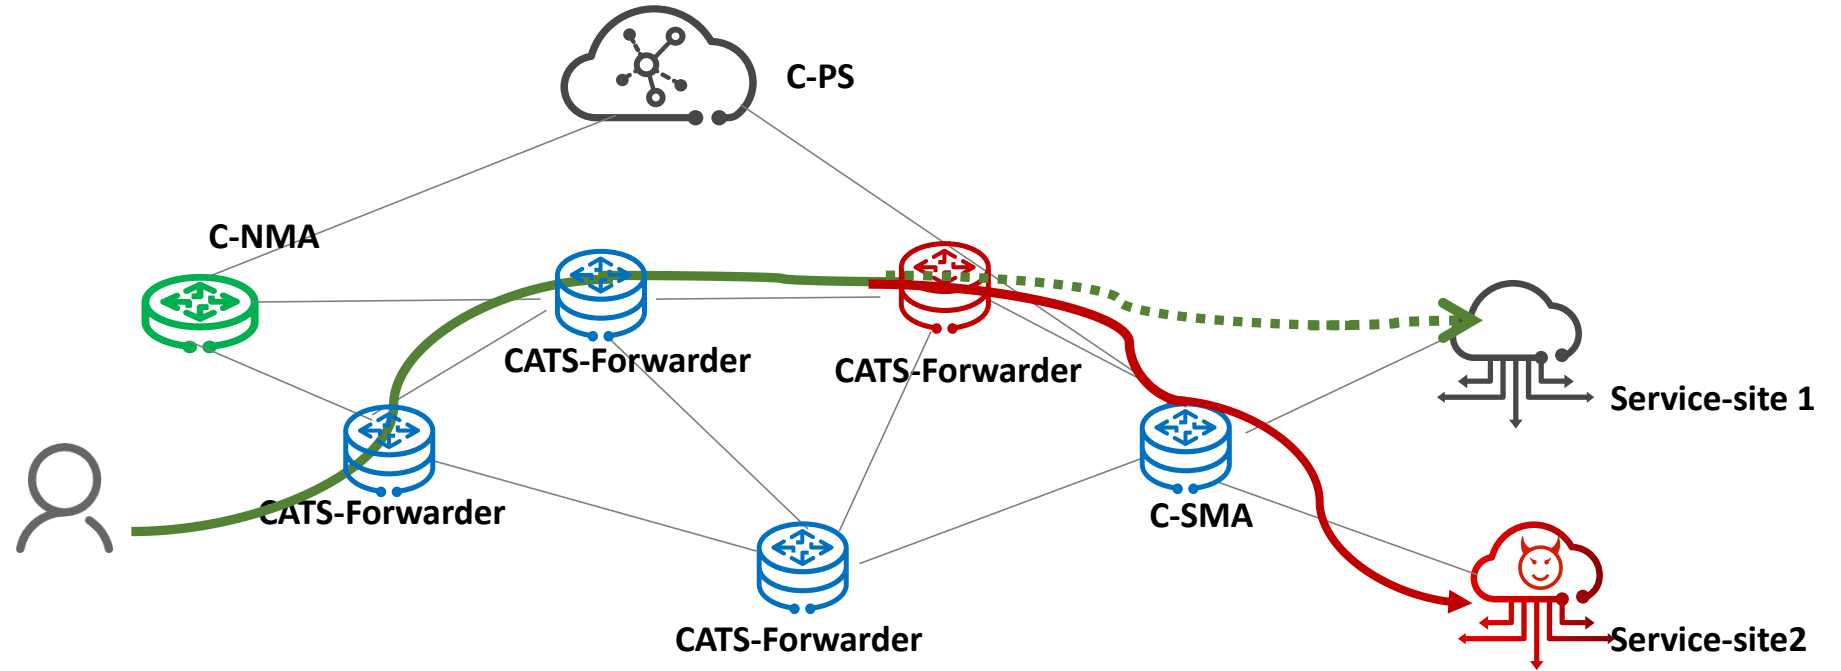 C-PS
C-NMA
CATS-Forwarder
CATS-Forwarder
Service-site 1
CATS-Forwarder
C-SMA
CATS-Forwarder
Service-site2